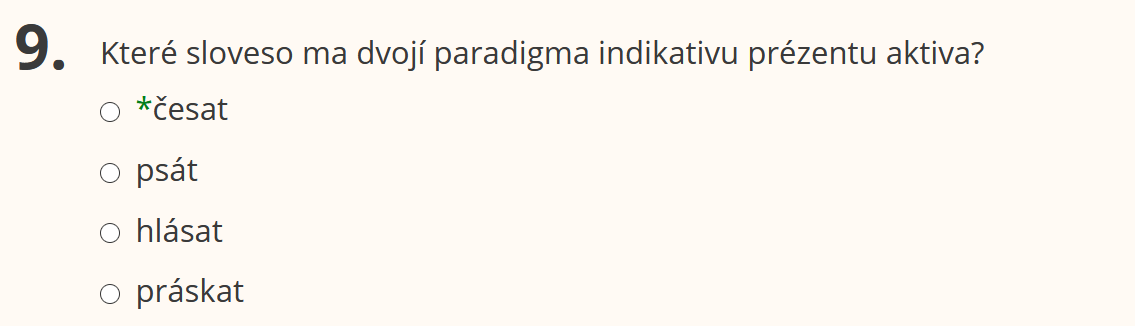 9. Které sloveso ma dvojí paradigma indikativu prézentu aktiva?
*česat
psát
hlásat
práskat